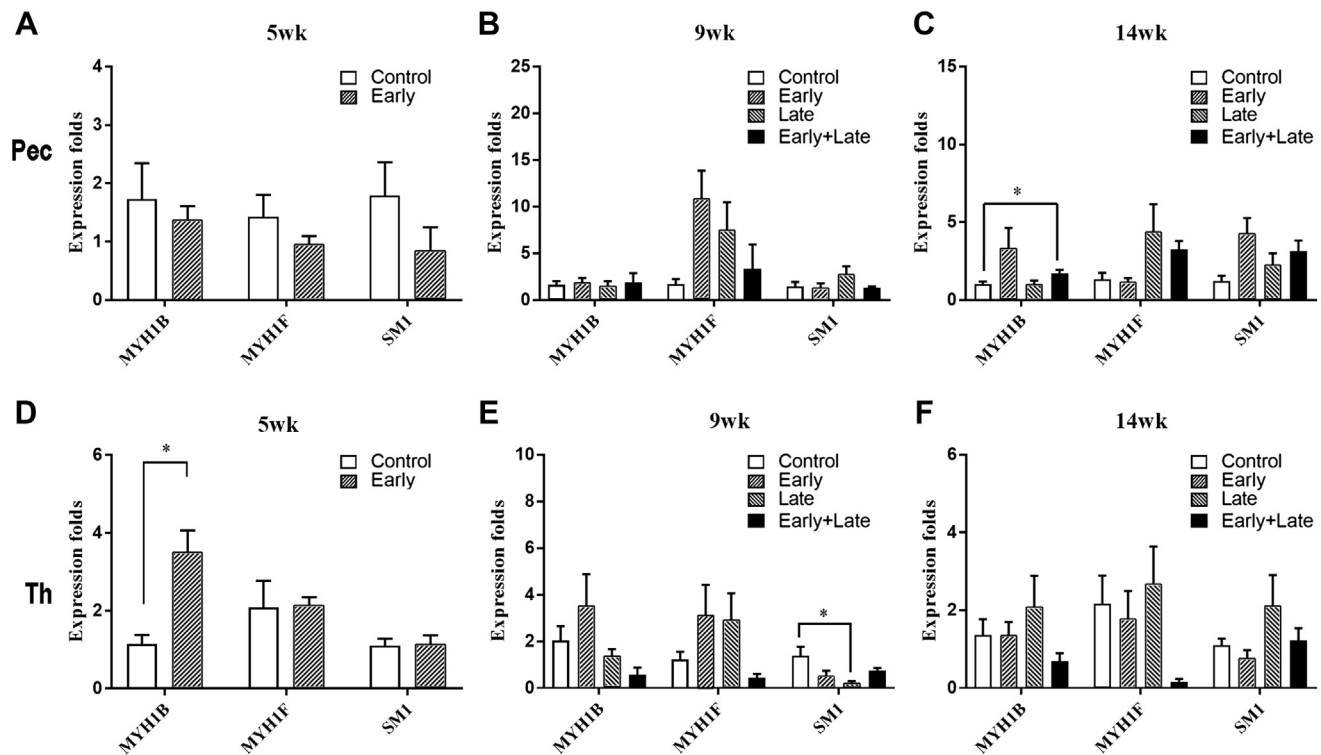 A
5wk
Pec
Expression folds
4
3
2
1
0
Control
Early
MYH1B
MYH1F
SM1
B
9wk
Expression folds
25
20
15
10
5
0
Control
Early
Late
Early+Late
MYH1B
MYH1F
SM1
C
14wk
Expression folds
15
10
5
0
Control
Early
Late
Early+Late
*
MYH1B
MYH1F
SM1
D
5wk
Th
Expression folds
6
4
2
0
Control
Early
*
MYH1B
MYH1F
SM1
E
9wk
Expression folds
10
8
6
4
2
0
Control
Early
Late
Early+Late
*
MYH1B
MYH1F
SM1
F
14wk
Expression folds
6
4
2
0
Control
Early
Late
Early+Late
MYH1B
MYH1F
SM1